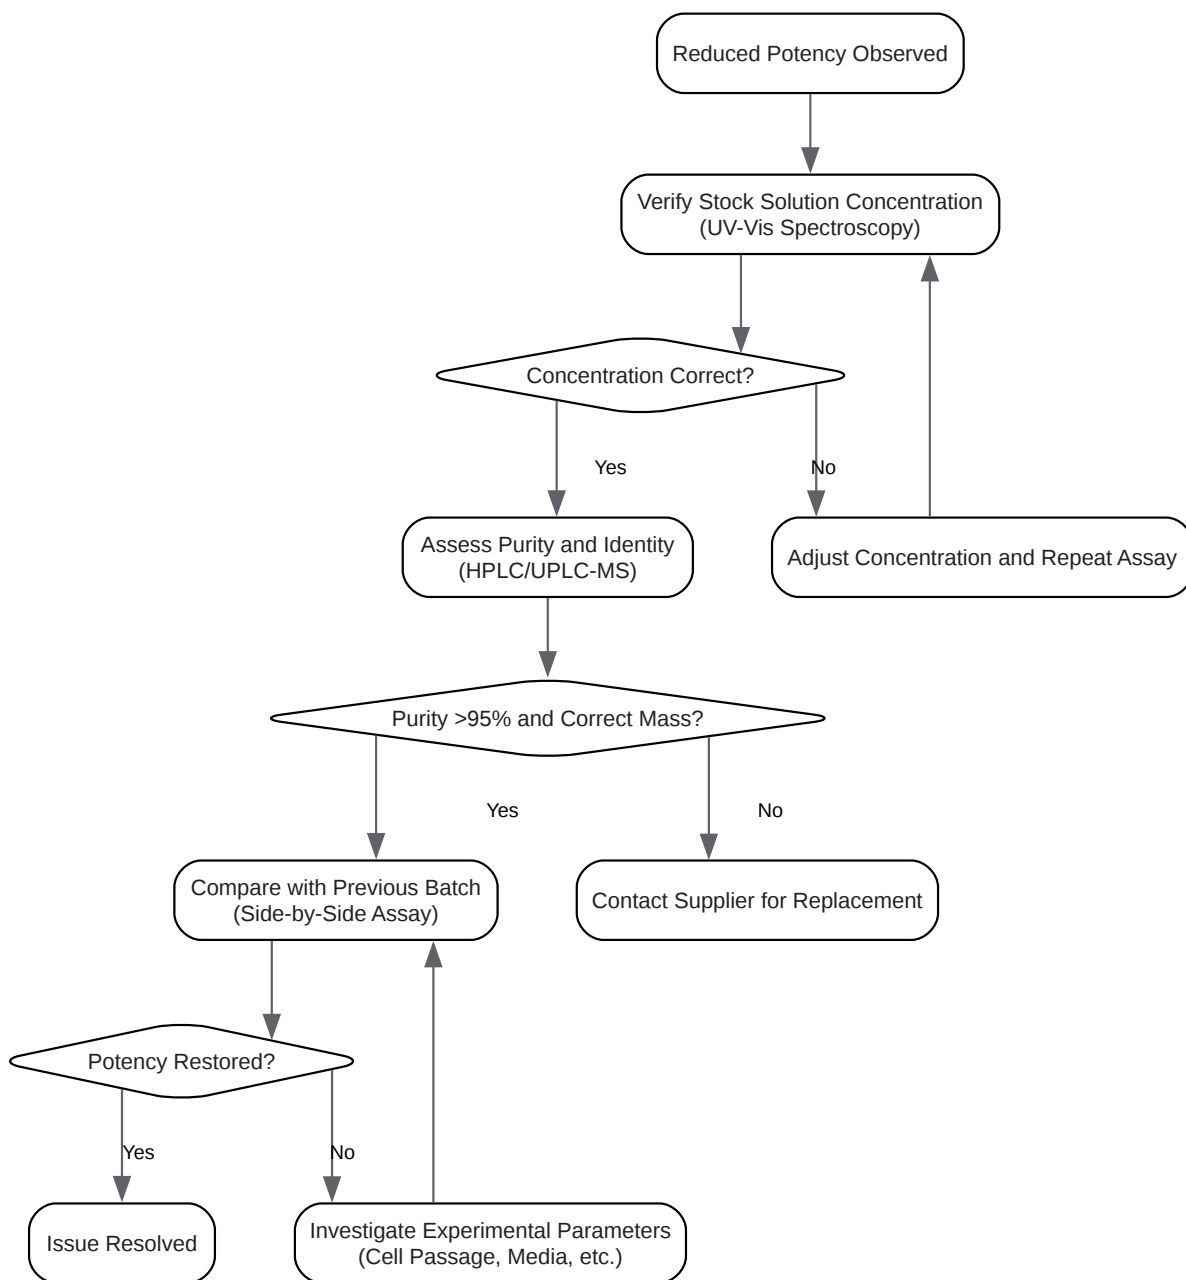 Reduced Potency Observed
Verify Stock Solution Concentration
(UV-Vis Spectroscopy)
Concentration Correct?
Yes
No
Assess Purity and Identity
(HPLC/UPLC-MS)
Adjust Concentration and Repeat Assay
Purity >95% and Correct Mass?
Yes
No
Compare with Previous Batch
(Side-by-Side Assay)
Contact Supplier for Replacement
Potency Restored?
Yes
No
Issue Resolved
Investigate Experimental Parameters
(Cell Passage, Media, etc.)